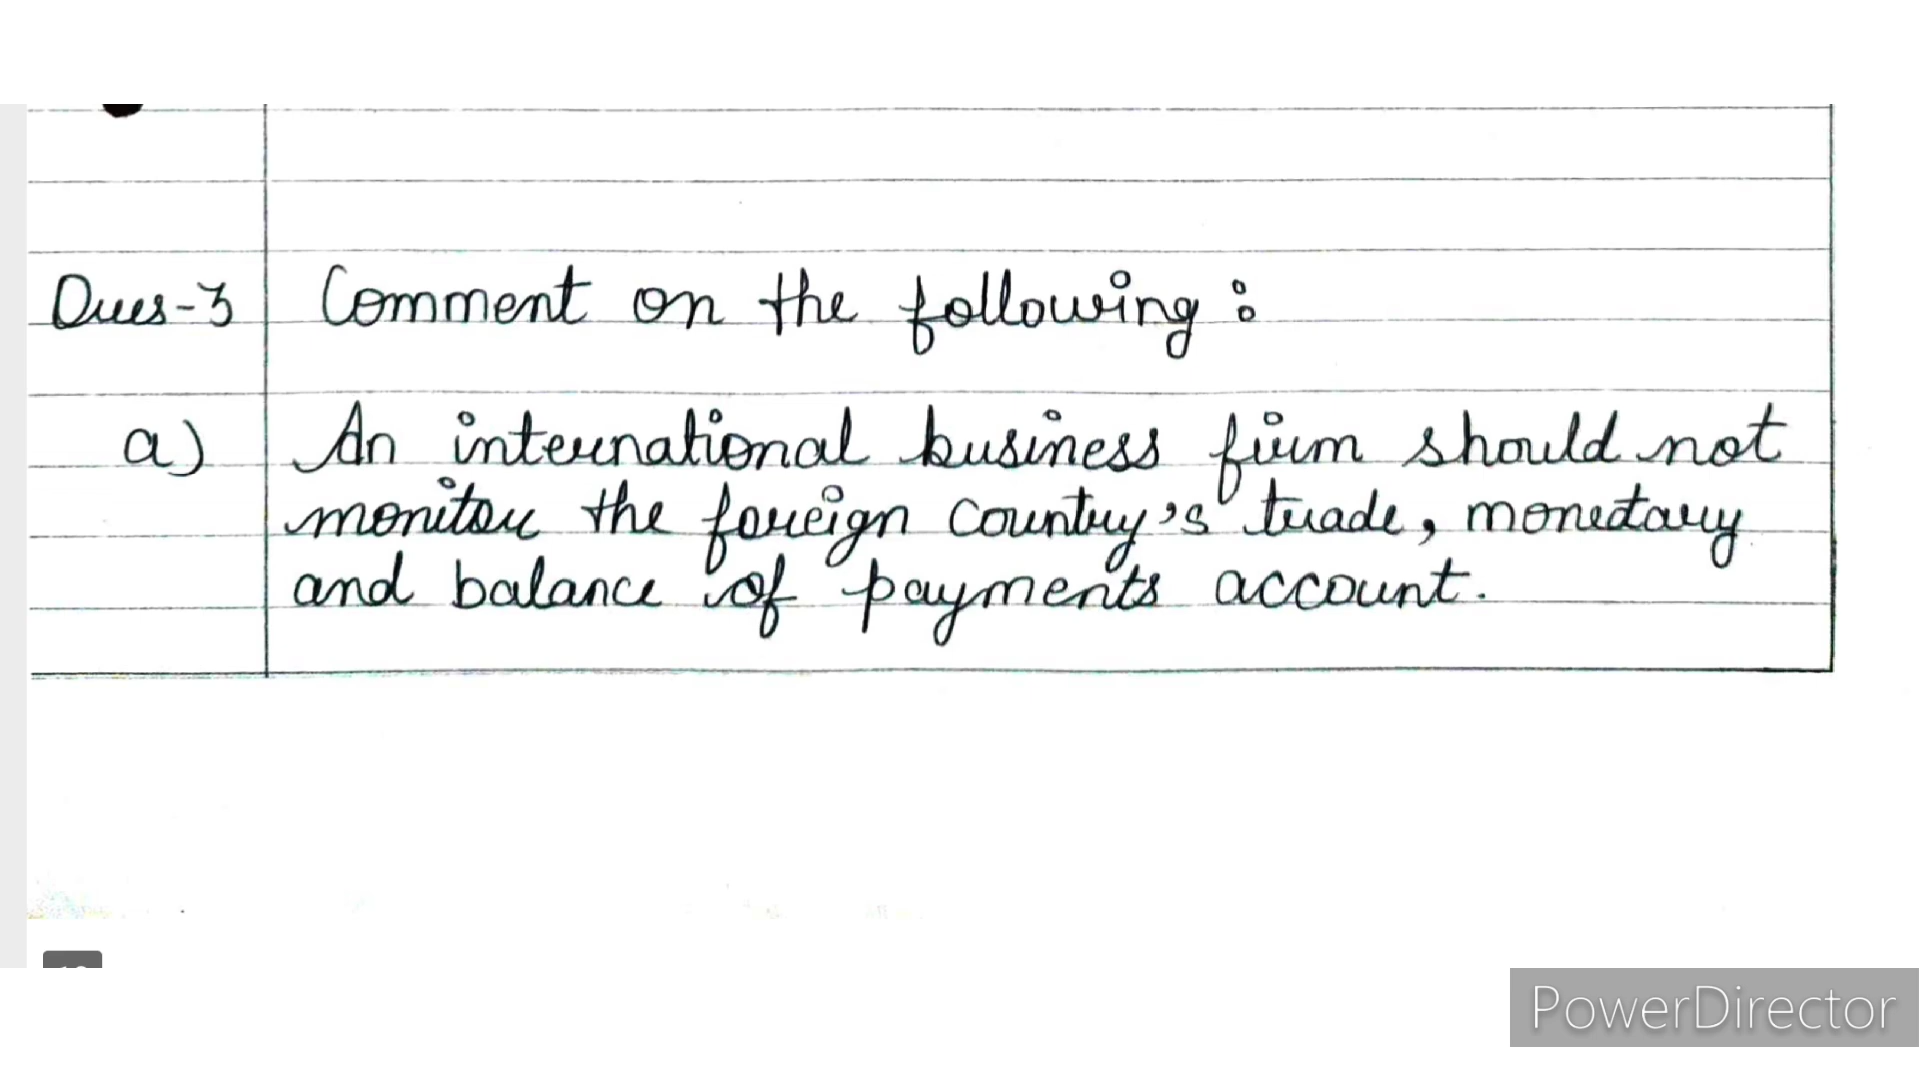 Ques-3 Comment on the following :
a) An international business firm should not
monitor the foreign country's trade, monetary
and balance of payments account.
PowerDirector